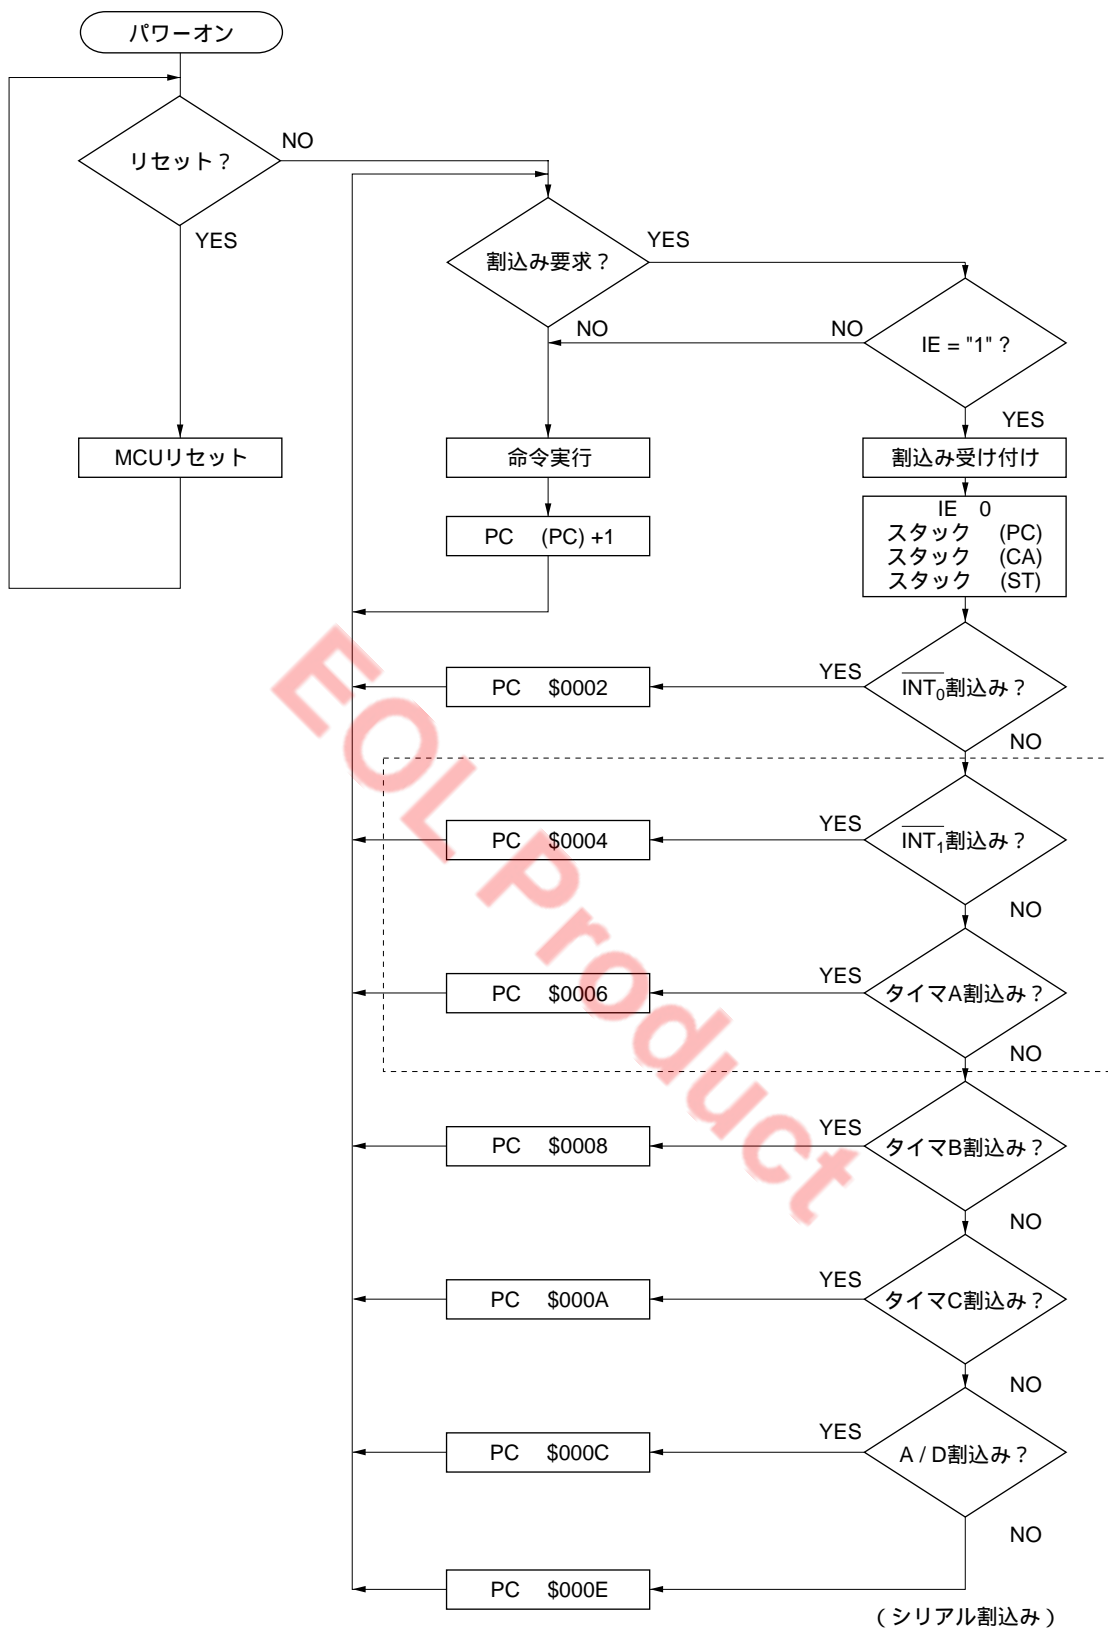 パワーオン
リセット？
NO
YES
割込み要求？
YES
NO
NO
IE = "1" ?
YES
MCUリセット
命令実行
割込み受け付け
PC (PC) +1
IE 0
スタック (PC)
スタック (CA)
スタック (ST)
PC $0002
YES
INT0割込み？
NO
PC $0004
YES
INT1割込み？
NO
PC $0006
YES
タイマA割込み？
NO
PC $0008
YES
タイマB割込み？
NO
PC $000A
YES
タイマC割込み？
NO
PC $000C
YES
A / D割込み？
NO
PC $000E
（シリアル割込み）
EOL Product